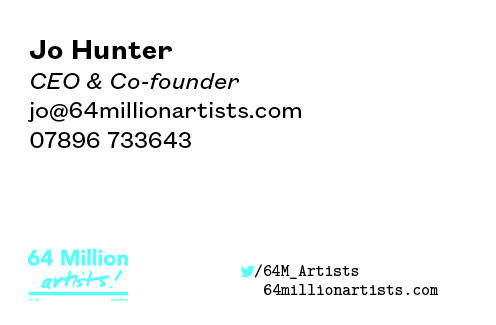 Jo Hunter
CEO & Co-founder
jo@64millionartists.com
07896 733643
64 Million
artists!
/64M_Artists
64millionartists.com